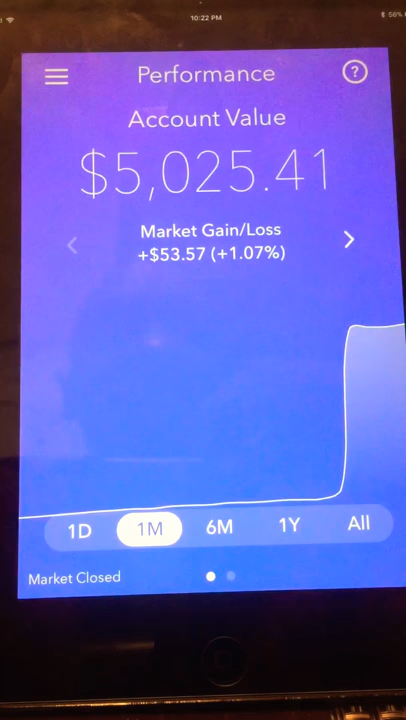 10:22 PM
56%
Performance
?
Account Value
$5,025.41
Market Gain/Loss
+$53.57 (+1.07%)
1D 1M 6M 1Y All
Market Closed